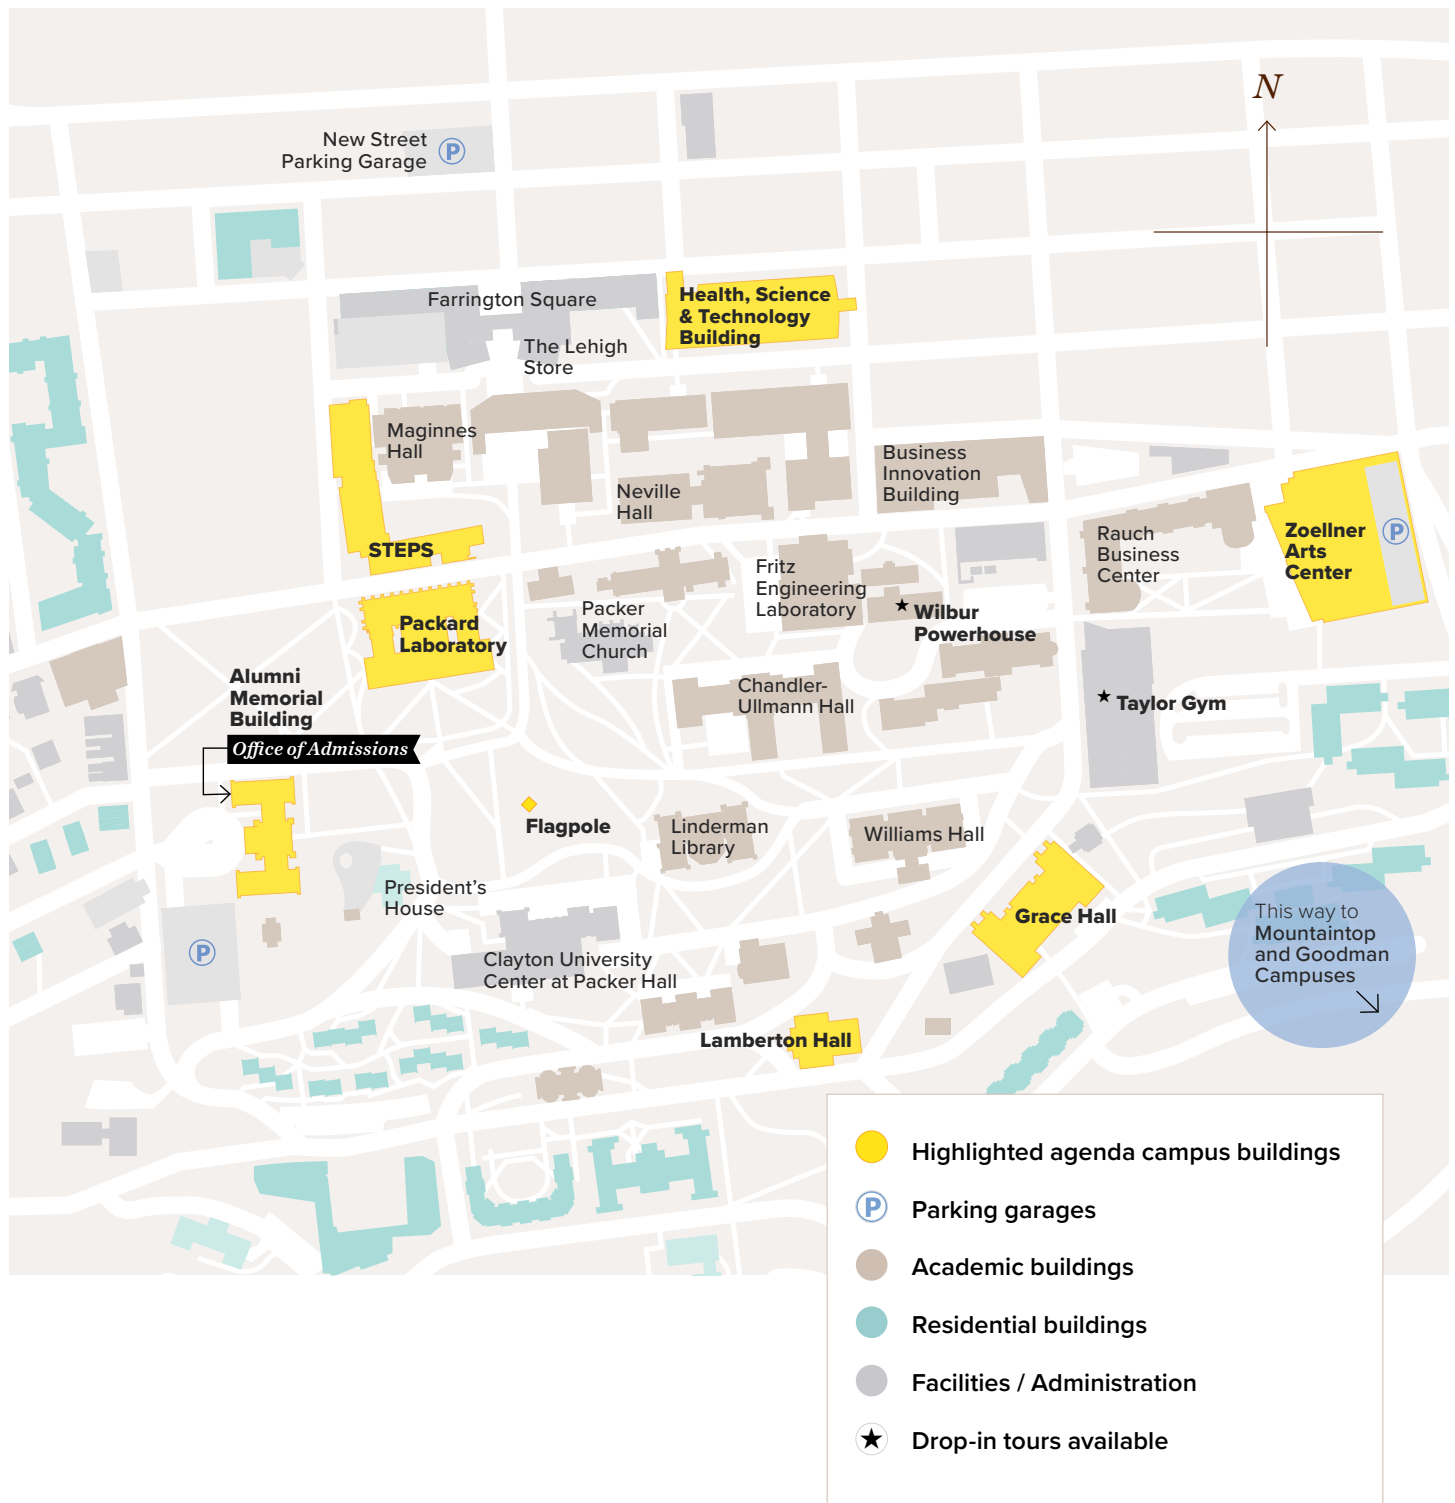 N
New Street
Parking Garage
P
Farrington Square
Health, Science
& Technology
Building
The Lehigh
Store
Maginnes
Hall
Business
Innovation
Building
Neville
Hall
STEPS
Rauch
Business
Center
Zoellner
Arts
Center
P
Fritz
Engineering
Laboratory
Packer
Memorial
Church
Wilbur
Powerhouse
Packard
Laboratory
Alumni
Memorial
Building
Office of Admissions
Chandler-
Ullmann Hall
Taylor Gym
Flagpole
Linderman
Library
Williams Hall
President's
House
Grace Hall
This way to
Mountaintop
and Goodman
Campuses
P
Clayton University
Center at Packer Hall
Lamberton Hall
Highlighted agenda campus buildings
P Parking garages
Academic buildings
Residential buildings
Facilities / Administration
Drop-in tours available